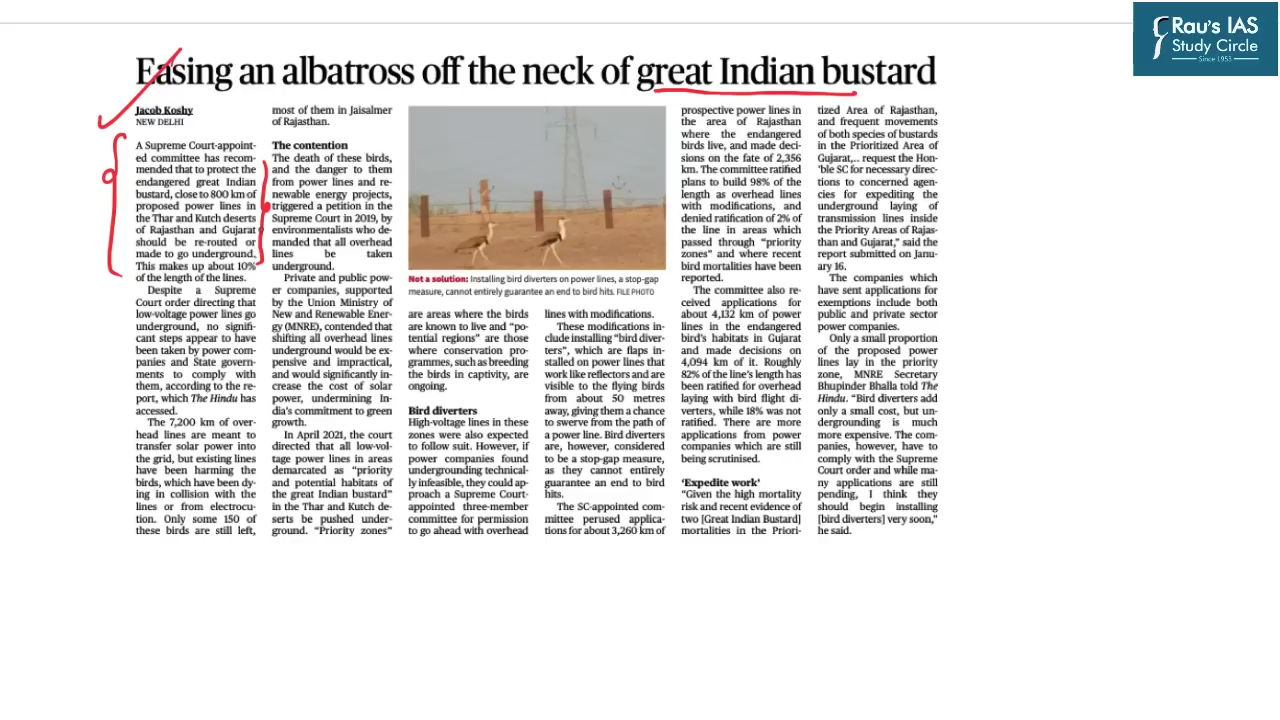 Rau's IAS
Study Circle
Since 1953
Easing an albatross off the neck of great Indian bustard
Jacob Koshy
NEW DELHI
A Supreme Court-appoint-
ed committee has recom-
mended that to protect the
endangered great Indian
bustard, close to 800 km of
proposed power lines in
the Thar and Kutch deserts
of Rajasthan and Gujarat
should be re-routed or
made to go underground.
This makes up about 10%
of the length of the lines.
Despite a Supreme
Court order directing that
low-voltage power lines go
underground, no signifi-
cant steps appear to have
been taken by power com-
panies and State govern-
ments to comply with
them, according to the re-
port, which The Hindu has
accessed.
The 7,200 km of over-
head lines are meant to
transfer solar power into
the grid, but existing lines
have been harming the
birds, which have been dy-
ing in collision with the
lines or from electrocu-
tion. Only some 150 of
these birds are still left,
most of them in Jaisalmer
of Rajasthan.
The contention
The death of these birds,
and the danger to them
from power lines and re-
newable energy projects,
triggered a petition in the
Supreme Court in 2019, by
environmentalists who de-
manded that all overhead
lines be taken
underground.
Private and public pow-
er companies, supported
by the Union Ministry of
New and Renewable Ener-
gy (MNRE), contended that
shifting all overhead lines
underground would be ex-
pensive and impractical,
and would significantly in-
crease the cost of solar
power, undermining In-
dia's commitment to green
growth.
In April 2021, the court
directed that all low-vol-
tage power lines in areas
demarcated as “priority
and potential habitats of
the great Indian bustard”
in the Thar and Kutch de-
serts be pushed under-
ground. “Priority zones”
Not a solution: Installing bird diverters on power lines, a stop-gap
measure, cannot entirely guarantee an end to bird hits. FILE PHOTO
are areas where the birds
are known to live and “po-
tential regions” are those
where conservation pro-
grammes, such as breeding
the birds in captivity, are
ongoing.
Bird diverters
High-voltage lines in these
zones were also expected
to follow suit. However, if
power companies found
undergrounding technical-
ly infeasible, they could ap-
proach a Supreme Court-
appointed three-member
committee for permission
to go ahead with overhead
lines with modifications.
These modifications in-
clude installing “bird diver-
ters”, which are flaps in-
stalled on power lines that
work like reflectors and are
visible to the flying birds
from about 50 metres
away, giving them a chance
to swerve from the path of
a power line. Bird diverters
are, however, considered
to be a stop-gap measure,
as they cannot entirely
guarantee an end to bird
hits.
The SC-appointed com-
mittee perused applica-
tions for about 3,260 km of
prospective power lines in
the area of Rajasthan
where the endangered
birds live, and made deci-
sions on the fate of 2,356
km. The committee ratified
plans to build 98% of the
length as overhead lines
with modifications, and
denied ratification of 2% of
the line in areas which
passed through “priority
zones” and where recent
bird mortalities have been
reported.
The committee also re-
ceived applications for
about 4,132 km of power
lines in the endangered
bird's habitats in Gujarat
and made decisions on
4,094 km of it. Roughly
82% of the line's length has
been ratified for overhead
laying with bird flight di-
verters, while 18% was not
ratified. There are more
applications from power
companies which are still
being scrutinised.
‘Expedite work’
“Given the high mortality
risk and recent evidence of
two [Great Indian Bustard]
mortalities in the Priori-
tized Area of Rajasthan,
and frequent movements
of both species of bustards
in the Prioritized Area of
Gujarat,.. request the Hon-
'ble SC for necessary direc-
tions to concerned agen-
cies for expediting the
underground laying of
transmission lines inside
the Priority Areas of Rajas-
than and Gujarat,” said the
report submitted on Janu-
ary 16.
The companies which
have sent applications for
exemptions include both
public and private sector
power companies.
Only a small proportion
of the proposed power
lines lay in the priority
zone, MNRE Secretary
Bhupinder Bhalla told The
Hindu. “Bird diverters add
only a small cost, but un-
dergrounding is much
more expensive. The com-
panies, however, have to
comply with the Supreme
Court order and while ma-
ny applications are still
pending, I think they
should begin installing
[bird diverters] very soon,”
he said.